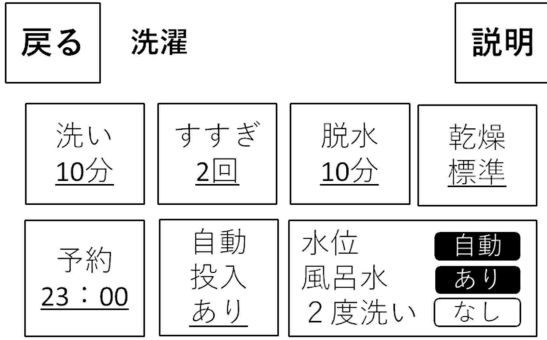 戻る 洗濯 説明
洗い
10分
すすぎ
2回
脱水
10分
乾燥
標準
予約
23：00
自動
投入
あり
水位 自動
風呂水 あり
２度洗い なし